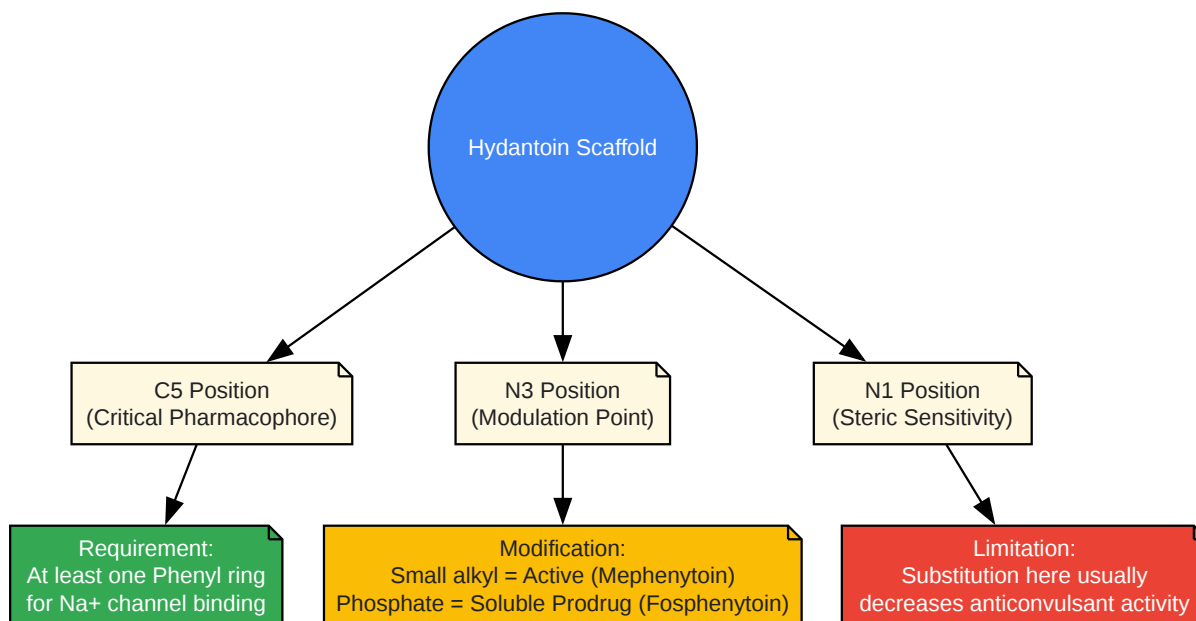 Hydantoin Scaffold
C5 Position
(Critical Pharmacophore)
N3 Position
(Modulation Point)
N1 Position
(Steric Sensitivity)
Requirement:
At least one Phenyl ring
for Na+ channel binding
Modification:
Small alkyl = Active (Mephenytoin)
Phosphate = Soluble Prodrug (Fosphenytoin)
Limitation:
Substitution here usually
decreases anticonvulsant activity